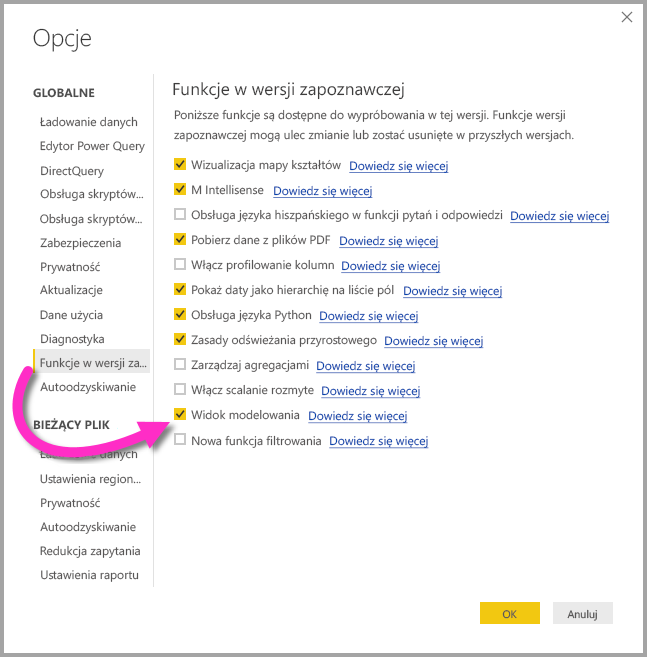 Opcje
GLOBALNE
Ładowanie danych
Edytor Power Query
DirectQuery
Obsługa skryptów...
Obsługa skryptów...
Zabezpieczenia
Prywatność
Aktualizacje
Dane użycia
Diagnostyka
Funkcje w wersji za...
Autoodzyskiwanie
BIEŻĄCY PLIK
danych
Ustawienia region...
Prywatność
Autoodzyskiwanie
Redukcja zapytania
Ustawienia raportu
Funkcje w wersji zapoznawczej
Poniższe funkcje są dostępne do wypróbowania w tej wersji. Funkcje wersji
zapoznawczej mogą ulec zmianie lub zostać usunięte w przyszłych wersjach.
Wizualizacja mapy kształtów Dowiedz się więcej
M Intellisense Dowiedz się więcej
Obsługa języka hiszpańskiego w funkcji pytań i odpowiedzi Dowiedz się więcej
Pobierz dane z plików PDF Dowiedz się więcej
Włącz profilowanie kolumn Dowiedz się więcej
Pokaż daty jako hierarchię na liście pól Dowiedz się więcej
Obsługa języka Python Dowiedz się więcej
Zasady odświeżania przyrostowego Dowiedz się więcej
Zarządzaj agregacjami Dowiedz się więcej
Włącz scalanie rozmyte Dowiedz się więcej
Widok modelowania Dowiedz się więcej
Nowa funkcja filtrowania Dowiedz się więcej
OK
Anuluj